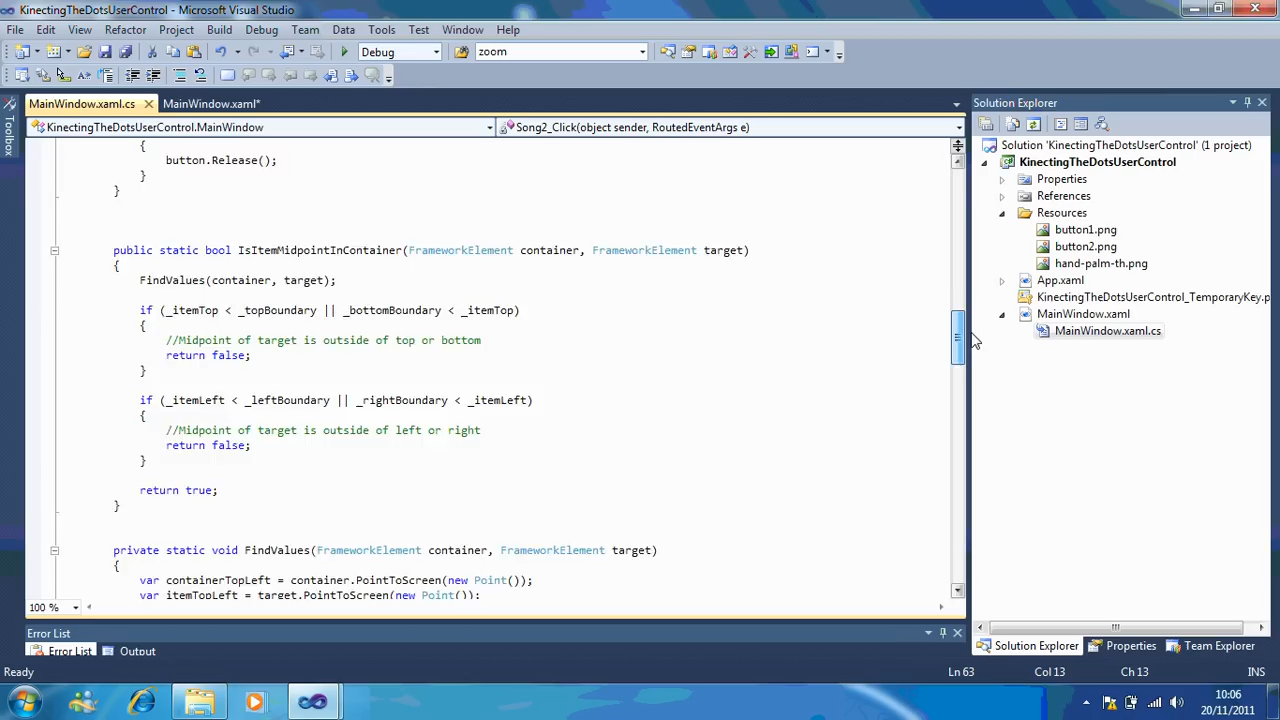 KinectingTheDotsUserControl - Microsoft Visual Studio
File Edit View Refactor Project Build Debug Team Data Tools Test Window Help
Debug zoom
MainWindow.xaml.cs MainWindow.xaml*
KinectingTheDotsUserControl.MainWindow Song2_Click(object sender, RoutedEventArgs e)
Toolbox
{
button.Release();
}
}
public static bool IsItemMidpointInContainer(FrameworkElement container, FrameworkElement target)
{
FindValues(container, target);
if (_itemTop < _topBoundary || _bottomBoundary < _itemTop)
{
//Midpoint of target is outside of top or bottom
return false;
}
if (_itemLeft < _leftBoundary || _rightBoundary < _itemLeft)
{
//Midpoint of target is outside of left or right
return false;
}
return true;
}
private static void FindValues(FrameworkElement container, FrameworkElement target)
{
var containerTopLeft = container.PointToScreen(new Point());
var itemTopLeft = target.PointToScreen(new Point());
100 %
Error List
Error List Output
Solution Explorer
Solution 'KinectingTheDotsUserControl' (1 project)
KinectingTheDotsUserControl
Properties
References
Resources
button1.png
button2.png
hand-palm-th.png
App.xaml
KinectingTheDotsUserControl_TemporaryKey.p
MainWindow.xaml
MainWindow.xaml.cs
Solution Explorer Properties Team Explorer
Ready Ln 63 Col 13 Ch 13 INS
10:06
20/11/2011